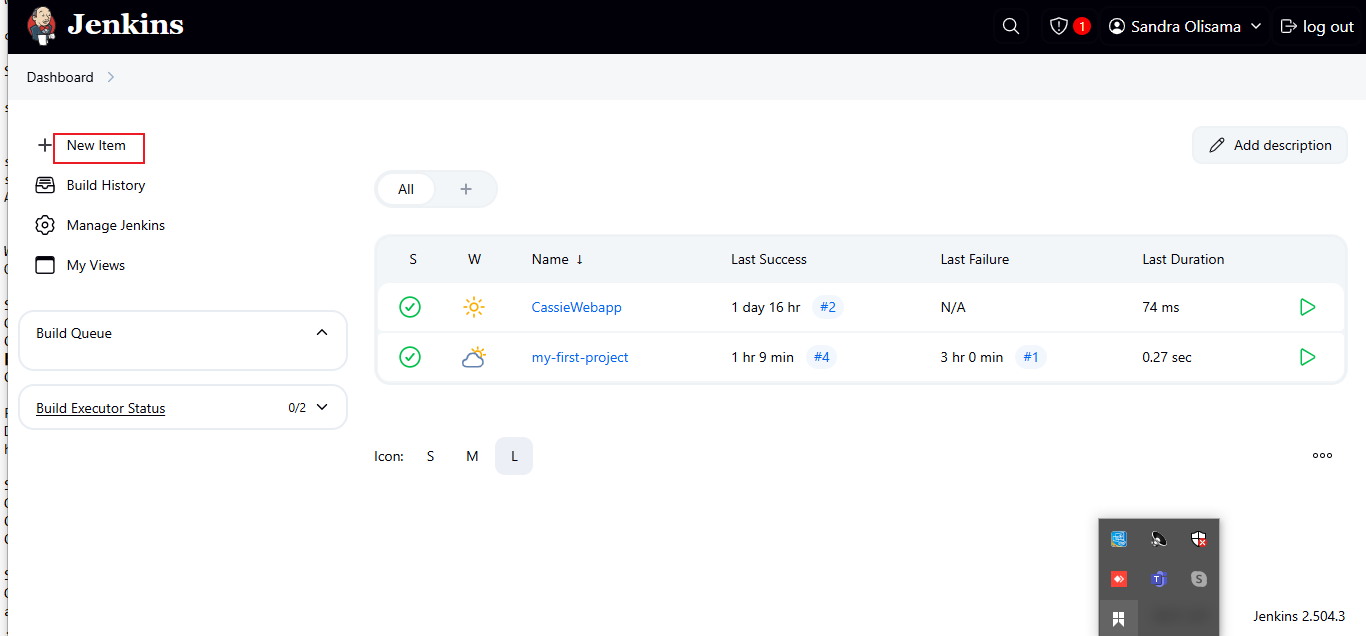 Jenkins
1 Sandra Olisama log out
Dashboard
New Item
Add description
Build History
All +
Manage Jenkins
My Views
S W Name ↓ Last Success Last Failure Last Duration
CassieWebapp 1 day 16 hr #2 N/A 74 ms
my-first-project 1 hr 9 min #4 3 hr 0 min #1 0.27 sec
Build Queue
Build Executor Status 0/2
Icon: S M L
Jenkins 2.504.3